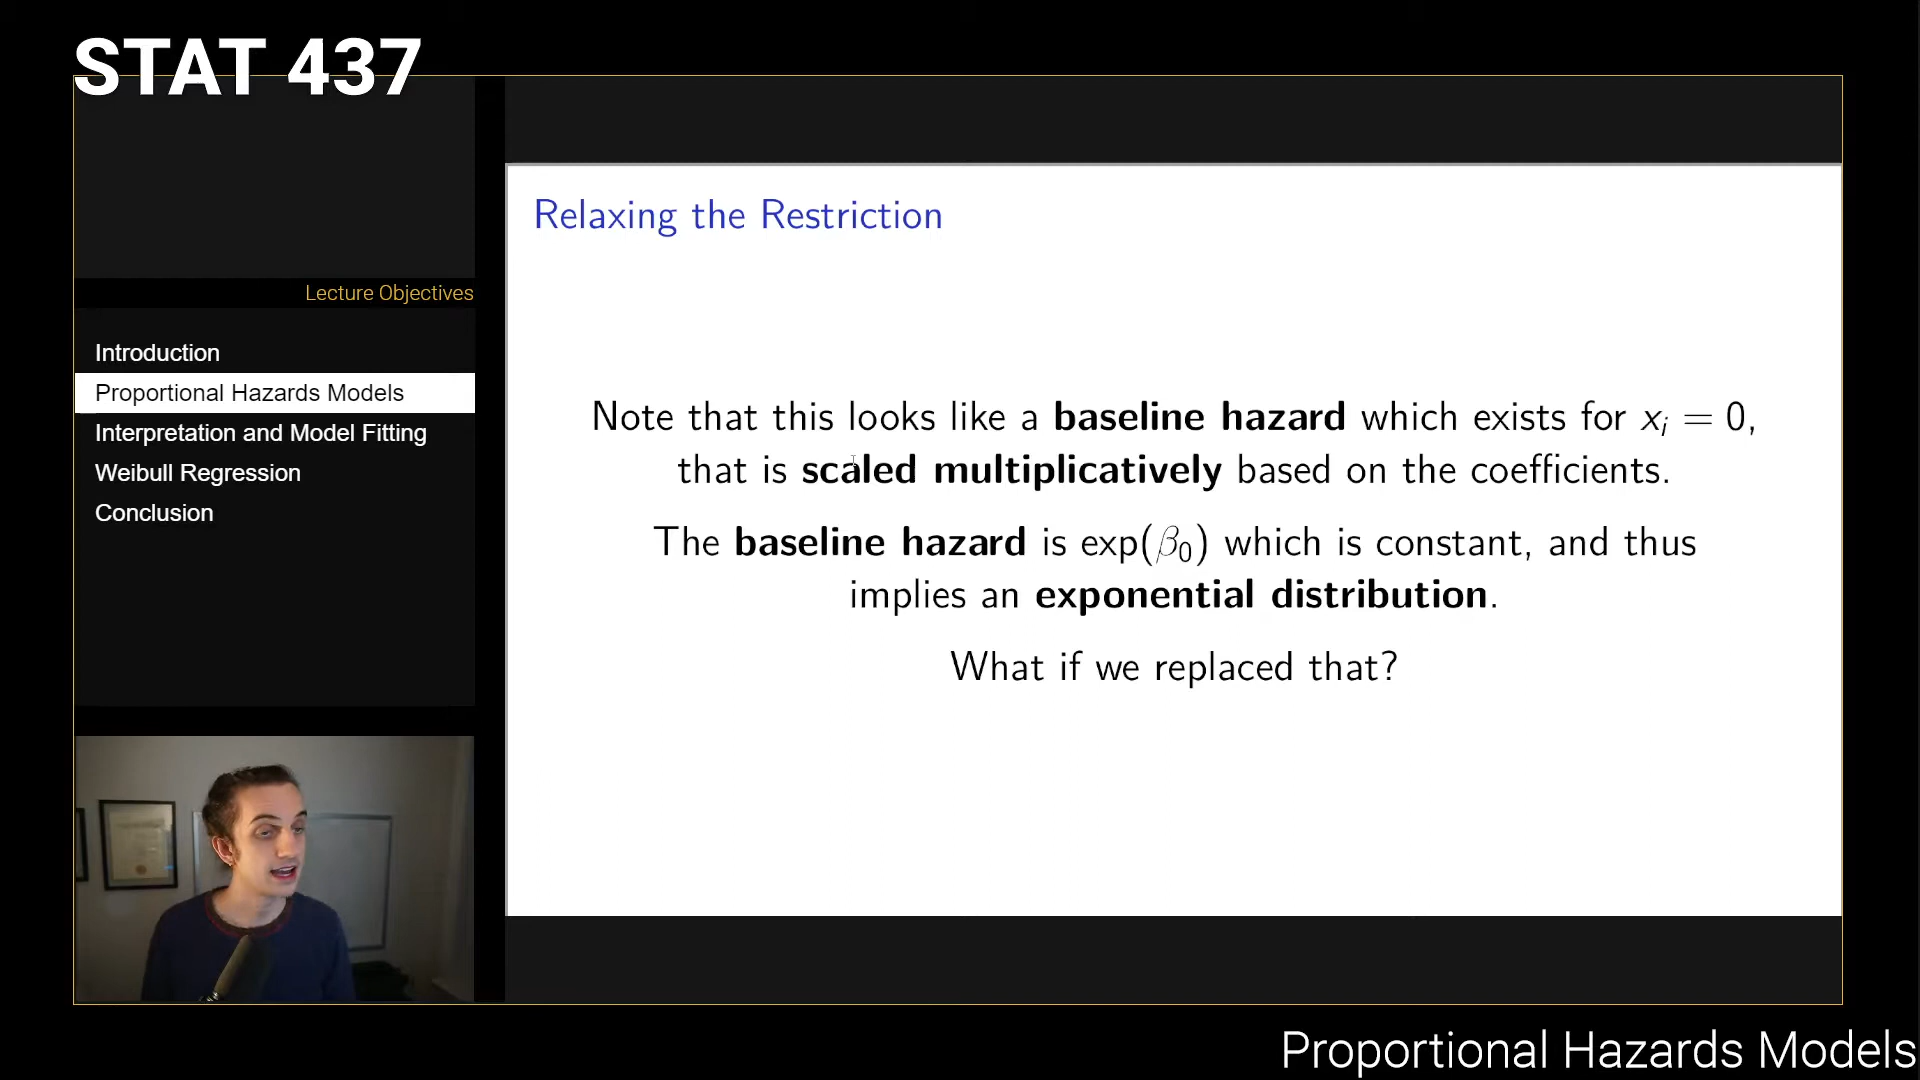 STAT 437
Lecture Objectives
Introduction
Proportional Hazards Models
Interpretation and Model Fitting
Weibull Regression
Conclusion
Relaxing the Restriction
Note that this looks like a baseline hazard which exists for xᵢ = 0,
that is scaled multiplicatively based on the coefficients.
The baseline hazard is exp(β₀) which is constant, and thus
implies an exponential distribution.
What if we replaced that?
Proportional Hazards Models